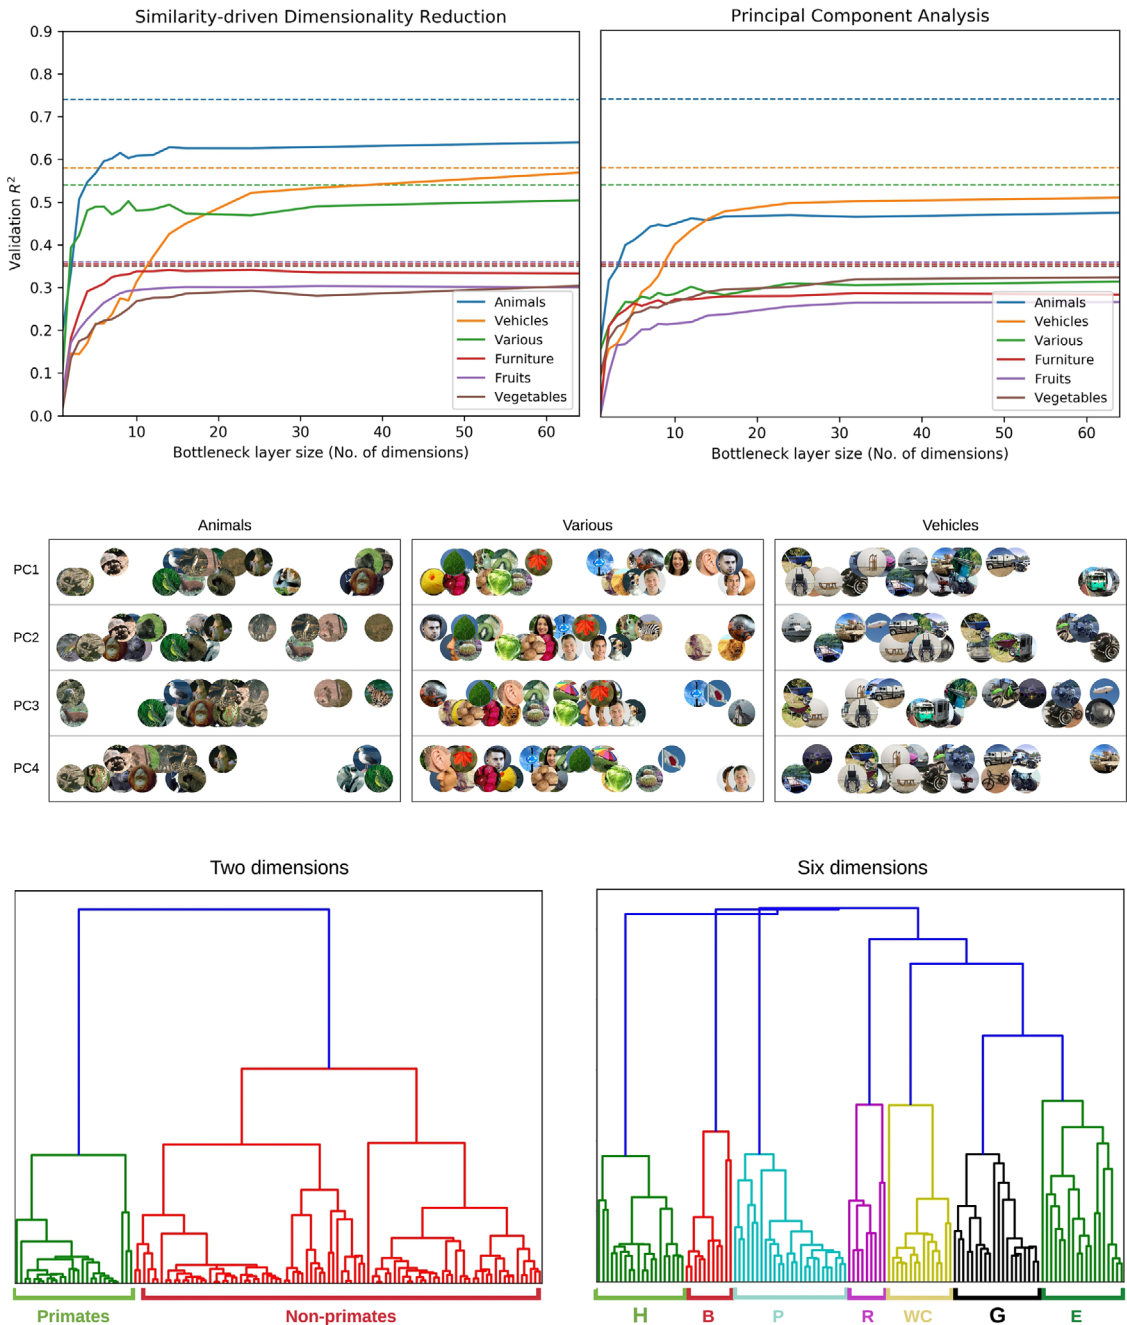 Similarity-driven Dimensionality Reduction
Principal Component Analysis
Validation R²
0.9
0.8
0.7
0.6
0.5
0.4
0.3
0.2
0.1
0.0
Animals
Vehicles
Various
Furniture
Fruits
Vegetables
10 20 30 40 50 60
Bottleneck layer size (No. of dimensions)
Animals
Vehicles
Various
Furniture
Fruits
Vegetables
10 20 30 40 50 60
Bottleneck layer size (No. of dimensions)
Animals Various Vehicles
PC1
PC2
PC3
PC4
Two dimensions
Six dimensions
Primates Non-primates
H B P R WC G E